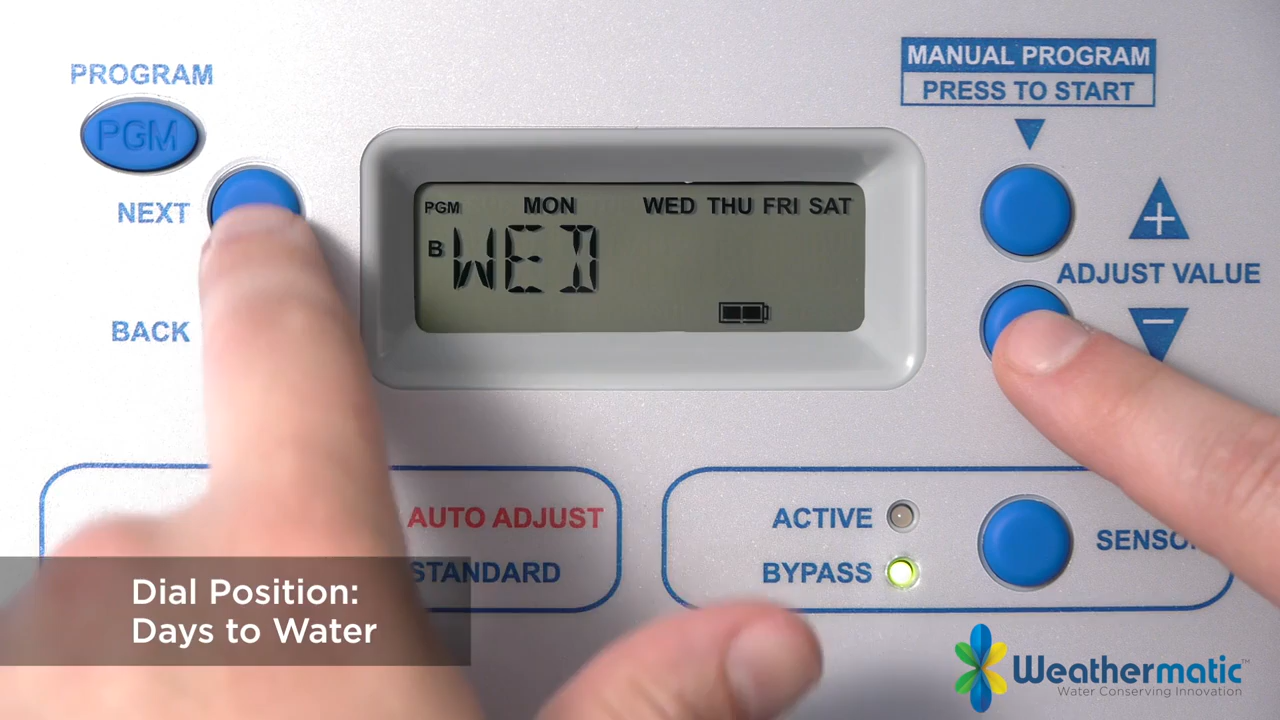 PROGRAM
PGM
NEXT
BACK
MANUAL PROGRAM
PRESS TO START
PGM MON WED THU FRI SAT
B WED
+
ADJUST VALUE
−
AUTO ADJUST
STANDARD
ACTIVE
BYPASS
Dial Position:
Days to Water
Weathermatic™
Water Conserving Innovation